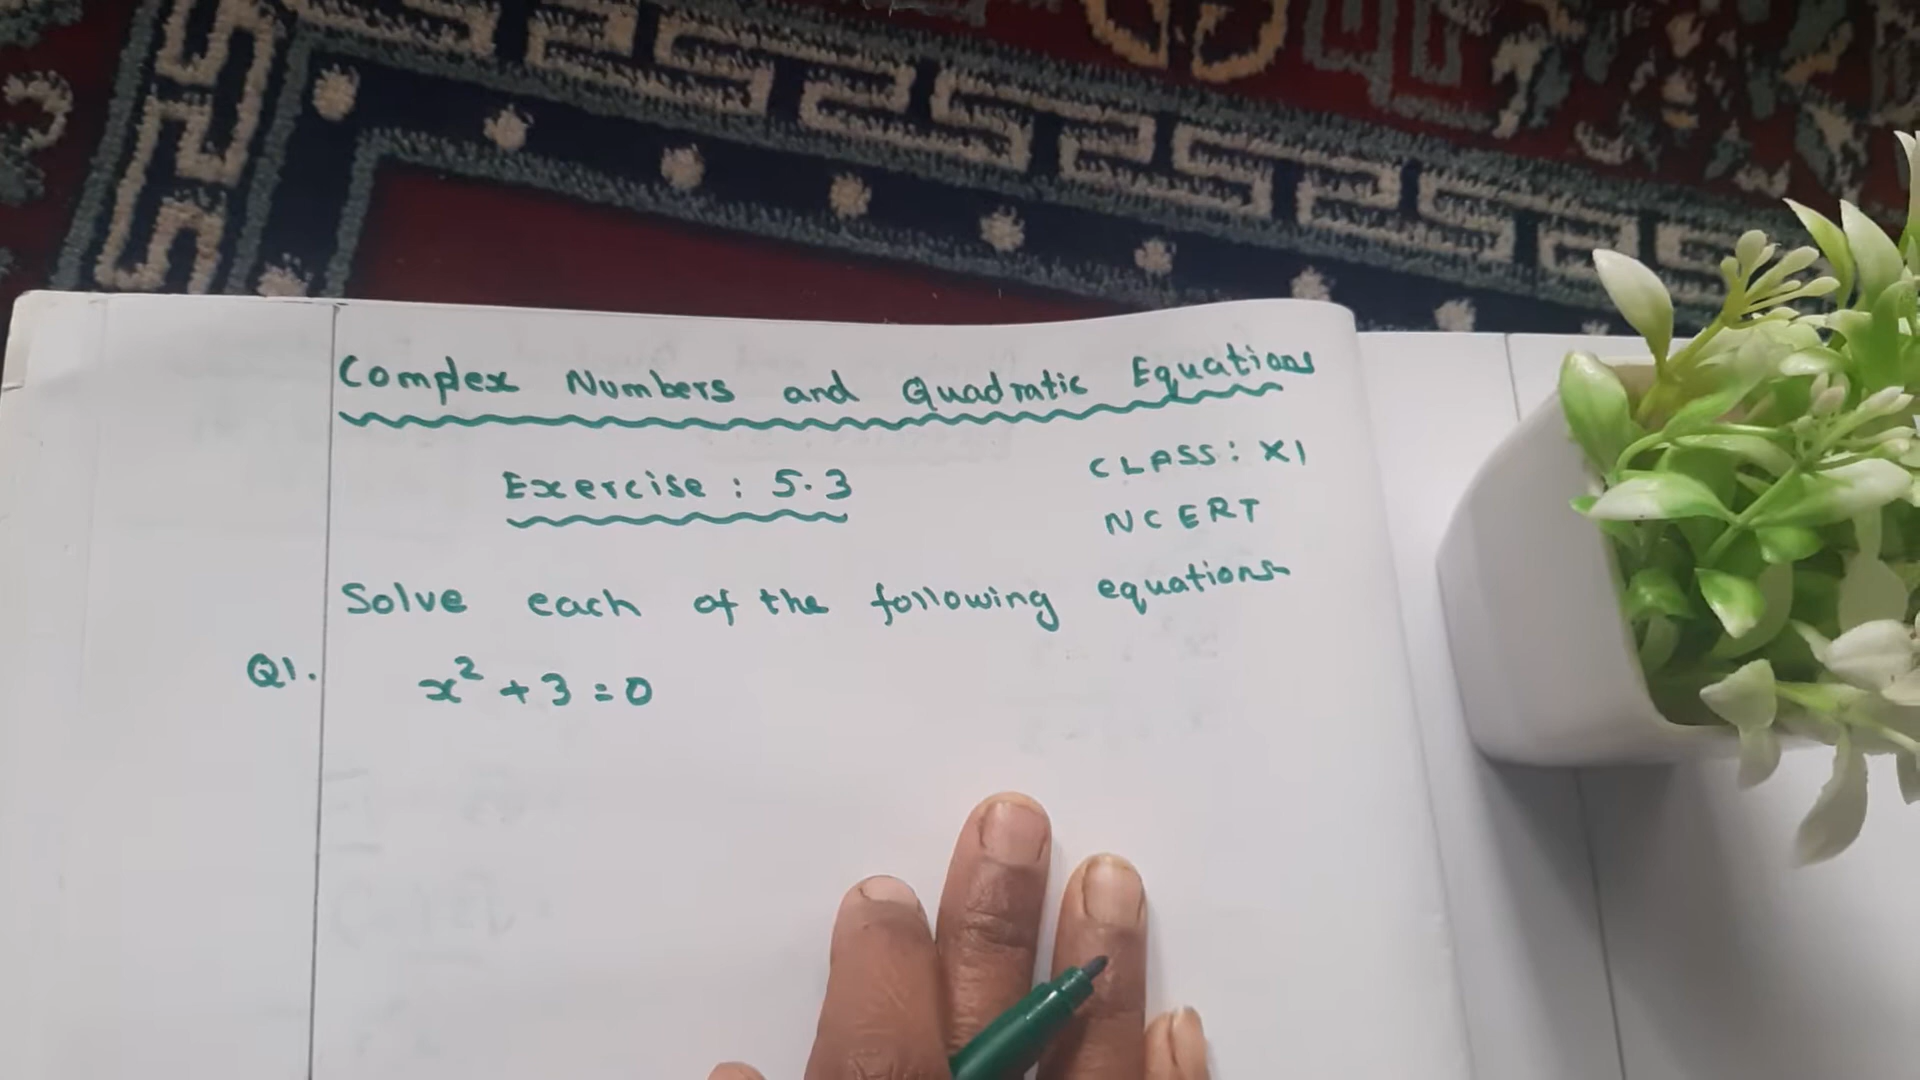 Complex Numbers and Quadratic Equations
Exercise : 5.3
CLASS : XI
NCERT
Solve each of the following equations
Q1. x² + 3 = 0